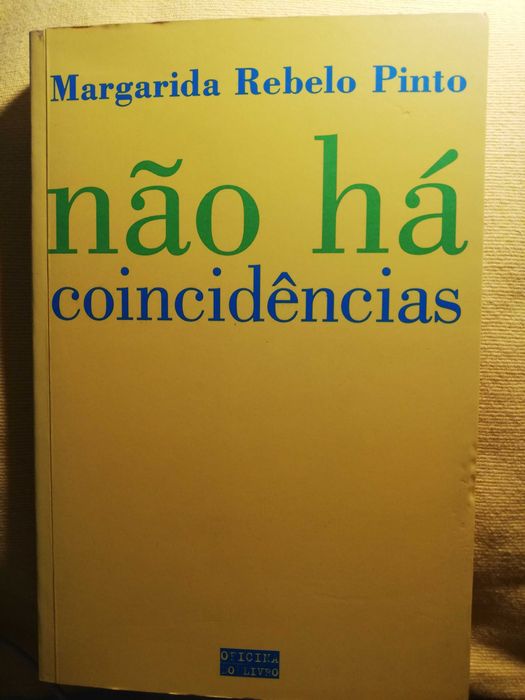 Margarida Rebelo Pinto
não há
coincidências
OFICINA
DO LIVRO